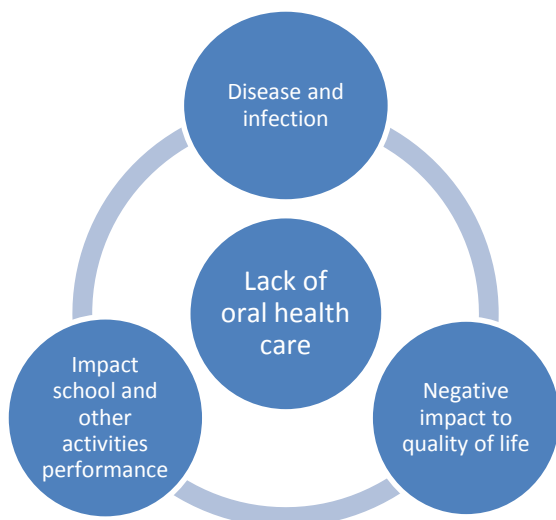 Disease and
infection
Lack of
oral health
care
Impact
school and
other
activities
performance
Negative
impact to
quality of life